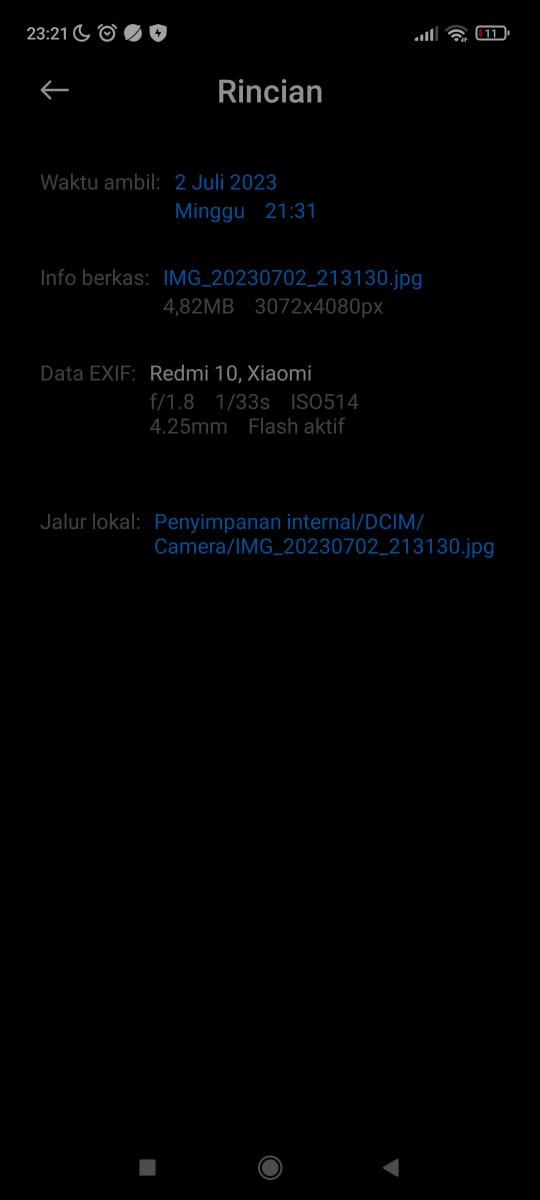 23:21 11
Rincian
Waktu ambil: 2 Juli 2023
Minggu 21:31
Info berkas: IMG_20230702_213130.jpg
4,82MB 3072x4080px
Data EXIF: Redmi 10, Xiaomi
f/1.8 1/33s ISO514
4.25mm Flash aktif
Jalur lokal: Penyimpanan internal/DCIM/
Camera/IMG_20230702_213130.jpg